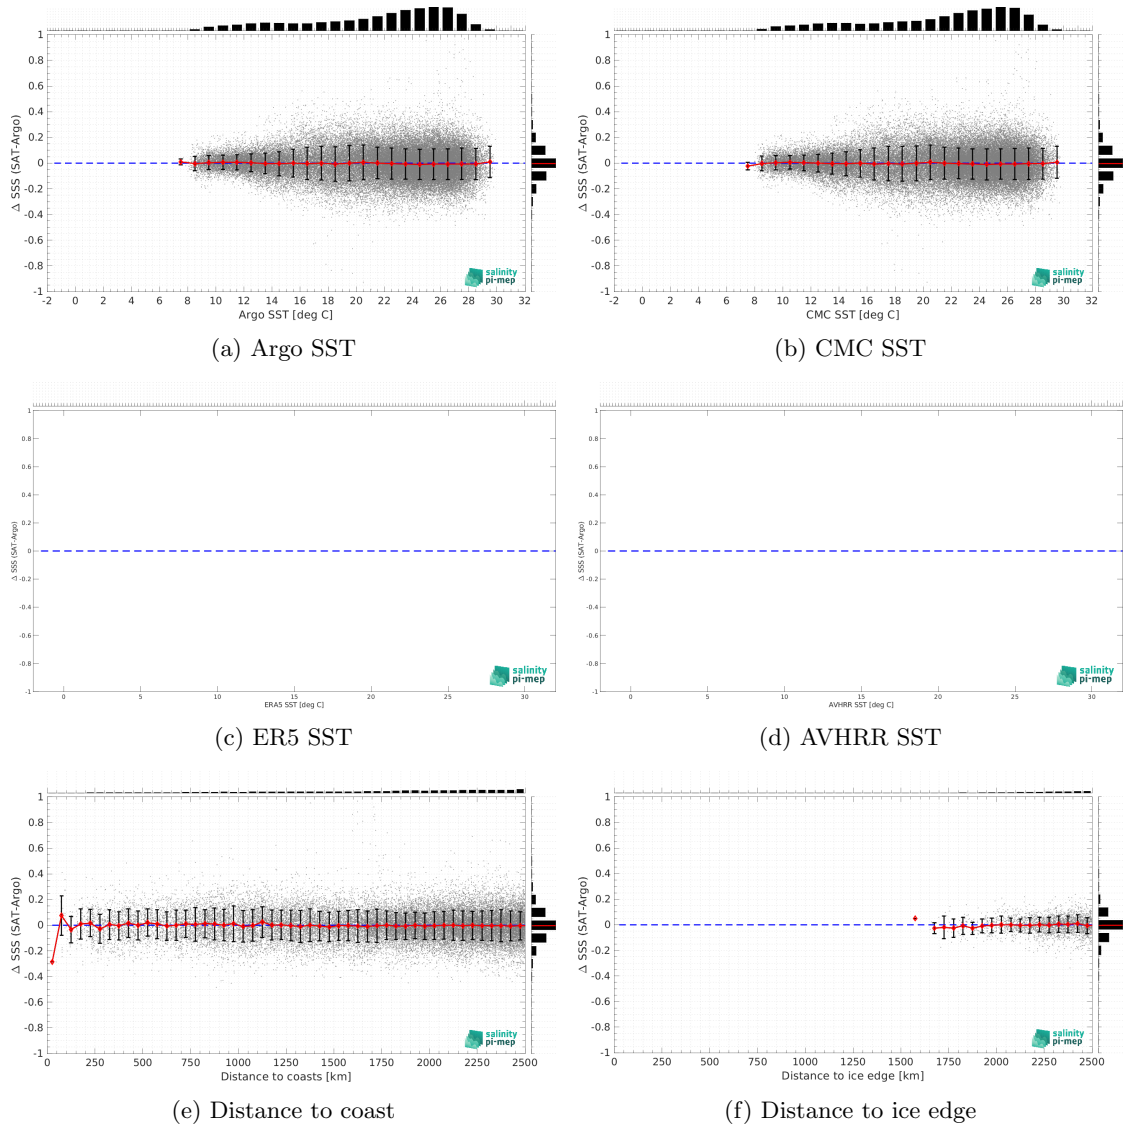 1
0.8
0.6
0.4
0.2
0
-0.2
-0.4
-0.6
-0.8
-1
Δ SSS (SAT-Argo)
-2 0 2 4 6 8 10 12 14 16 18 20 22 24 26 28 30 32
Argo SST [deg C]
salinity
pi-mep
(a) Argo SST
1
0.8
0.6
0.4
0.2
0
-0.2
-0.4
-0.6
-0.8
-1
Δ SSS (SAT-Argo)
-2 0 2 4 6 8 10 12 14 16 18 20 22 24 26 28 30 32
CMC SST [deg C]
salinity
pi-mep
(b) CMC SST
1
0.8
0.6
0.4
0.2
0
-0.2
-0.4
-0.6
-0.8
-1
Δ SSS (SAT-Argo)
0 5 10 15 20 25 30
ERA5 SST [deg C]
salinity
pi-mep
(c) ER5 SST
1
0.8
0.6
0.4
0.2
0
-0.2
-0.4
-0.6
-0.8
-1
Δ SSS (SAT-Argo)
0 5 10 15 20 25 30
AVHRR SST [deg C]
salinity
pi-mep
(d) AVHRR SST
1
0.8
0.6
0.4
0.2
0.0
-0.2
-0.4
-0.6
-0.8
-1
Δ SSS (SAT-Argo)
0 250 500 750 1000 1250 1500 1750 2000 2250 2500
Distance to coasts [km]
salinity
pi-mep
(e) Distance to coast
1
0.8
0.6
0.4
0.2
0
-0.2
-0.4
-0.6
-0.8
-1
Δ SSS (SAT-Argo)
0 250 500 750 1000 1250 1500 1750 2000 2250 2500
Distance to ice edge [km]
salinity
pi-mep
(f) Distance to ice edge